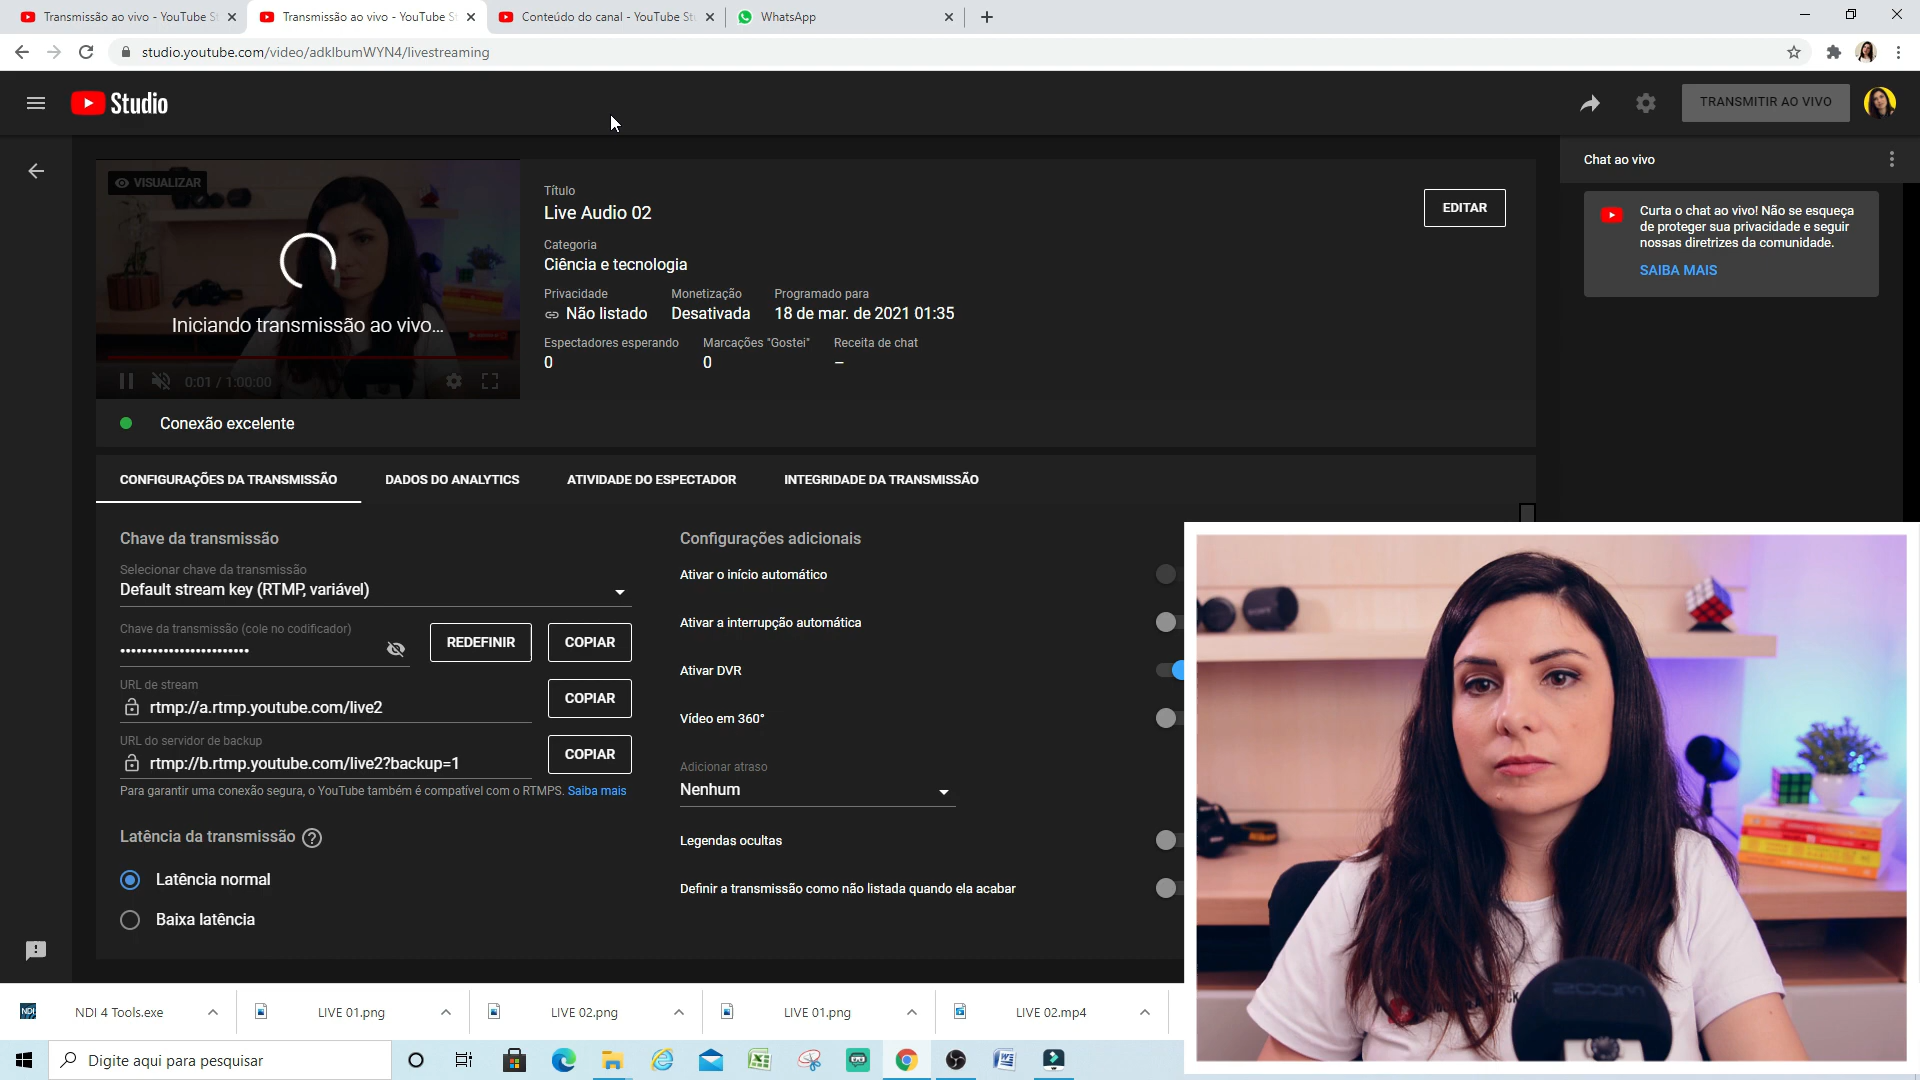 Transmissão ao vivo - YouTube S
Transmissão ao vivo - YouTube S
Conteúdo do canal - YouTube St
WhatsApp
studio.youtube.com/video/adklbumWYN4/livestreaming
Studio
TRANSMITIR AO VIVO
VISUALIZAR
Iniciando transmissão ao vivo...
0:01 / 1:00:00
Título
Live Audio 02
EDITAR
Categoria
Ciência e tecnologia
Privacidade
Monetização
Programado para
Não listado
Desativada
18 de mar. de 2021 01:35
Espectadores esperando
Marcações "Gostei"
Receita de chat
0
0
–
Chat ao vivo
Curta o chat ao vivo! Não se esqueça
de proteger sua privacidade e seguir
nossas diretrizes da comunidade.
SAIBA MAIS
Conexão excelente
CONFIGURAÇÕES DA TRANSMISSÃO
DADOS DO ANALYTICS
ATIVIDADE DO ESPECTADOR
INTEGRIDADE DA TRANSMISSÃO
Chave da transmissão
Selecionar chave da transmissão
Default stream key (RTMP, variável)
Chave da transmissão (cole no codificador)
••••••••••••••••••••••••
REDEFINIR
COPIAR
URL de stream
rtmp://a.rtmp.youtube.com/live2
COPIAR
URL do servidor de backup
rtmp://b.rtmp.youtube.com/live2?backup=1
COPIAR
Para garantir uma conexão segura, o YouTube também é compatível com o RTMPS. Saiba mais
Latência da transmissão
Latência normal
Baixa latência
Configurações adicionais
Ativar o início automático
Ativar a interrupção automática
Ativar DVR
Vídeo em 360°
Adicionar atraso
Nenhum
Legendas ocultas
Definir a transmissão como não listada quando ela acabar
ZOOM
NDI 4 Tools.exe
LIVE 01.png
LIVE 02.png
LIVE 01.png
LIVE 02.mp4
Digite aqui para pesquisar